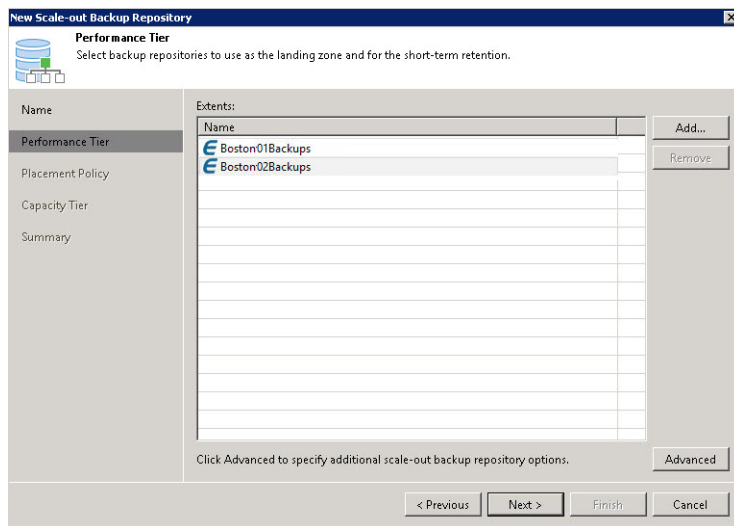 New Scale-out Backup Repository
Performance Tier
Select backup repositories to use as the landing zone and for the short-term retention.
Name
Performance Tier
Placement Policy
Capacity Tier
Summary
Extents:
Name
Boston01Backups
Boston02Backups
Add...
Remove
Click Advanced to specify additional scale-out backup repository options.
Advanced
< Previous
Next >
Finish
Cancel